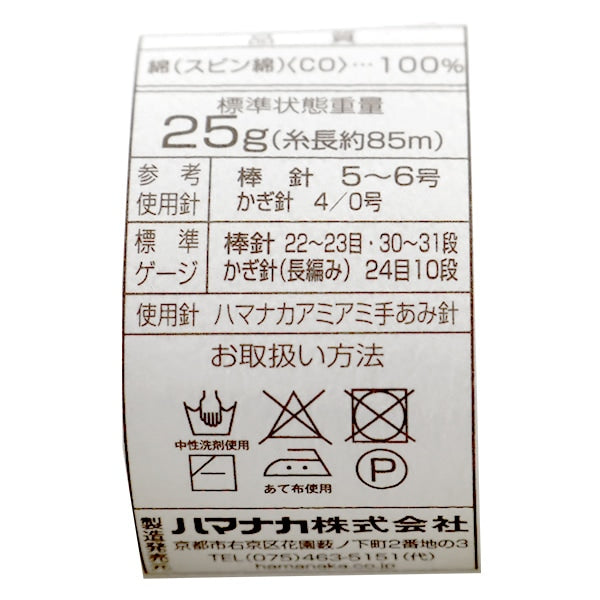 品質
綿(スピン綿)〈CO〉…100%
標準状態重量
25g(糸長約85m)
参考 棒針 5〜6号
使用針 かぎ針 4/0号
標準 棒針 22〜23目・30〜31段
ゲージ かぎ針(長編み) 24目10段
使用針 ハマナカアミアミ手あみ針
お取扱い方法
中性洗剤使用
あて布使用
P
製造発売元
ハマナカ株式会社
京都市右京区花園薮ノ下町2番地の3
TEL(075)463-5151(代)
hamanaka.co.jp